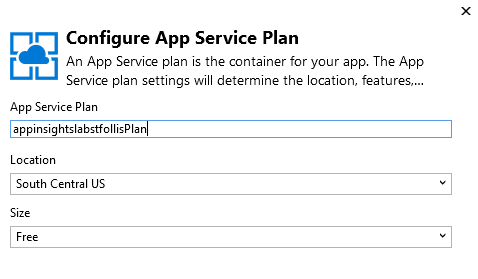 Configure App Service Plan
An App Service plan is the container for your app. The App
Service plan settings will determine the location, features,...
App Service Plan
appinsightslabstfollisPlan
Location
South Central US
Size
Free